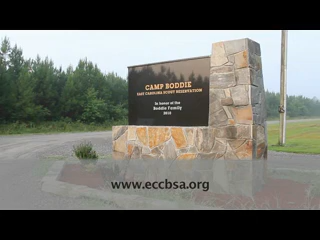 CAMP BODDIE
EAST CAROLINA SCOUT RESERVATION
In honor of the
Boddie Family
2010
www.eccbsa.org